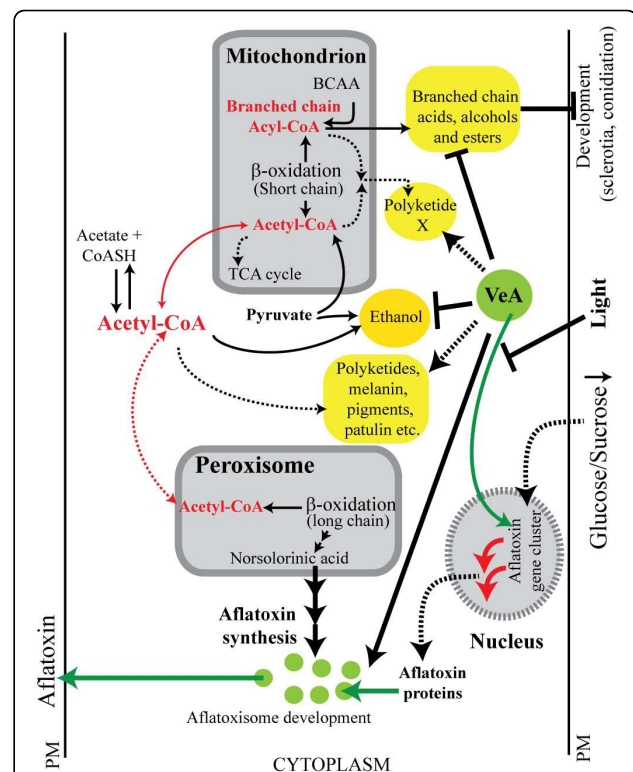 Mitochondrion
BCAA
Branched chain
Acyl-CoA
β-oxidation
(Short chain)
Acetyl-CoA
TCA cycle
Branched chain
acids, alcohols
and esters
Development
(sclerotia, conidiation)
Polyketide
X
Acetate +
CoASH
Acetyl-CoA
Pyruvate
Ethanol
VeA
Light
Polyketides,
melanin,
pigments,
patulin etc.
Glucose/Sucrose
Peroxisome
Acetyl-CoA
β-oxidation
(long chain)
Norsolorinic acid
Aflatoxin
gene cluster
Nucleus
Aflatoxin
synthesis
Aflatoxin
proteins
Aflatoxin
Aflatoxisome development
PM
CYTOPLASM
PM